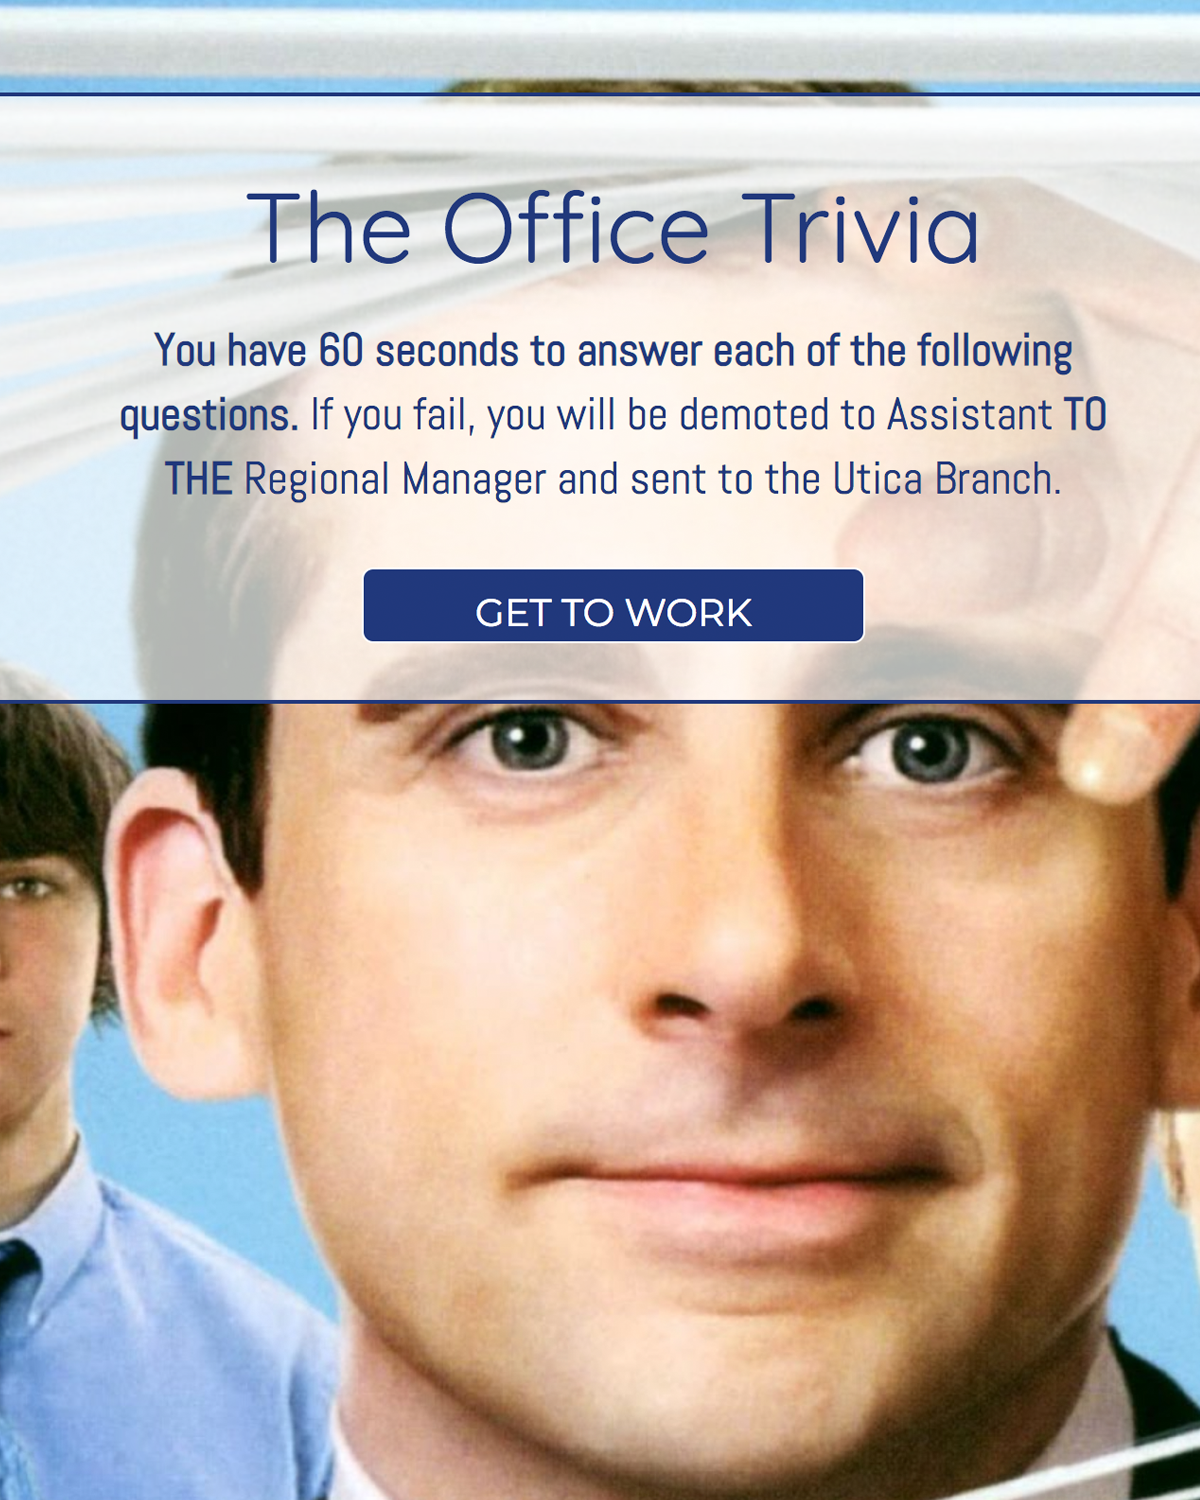 The Office Trivia
You have 60 seconds to answer each of the following
questions. If you fail, you will be demoted to Assistant TO
THE Regional Manager and sent to the Utica Branch.
GET TO WORK